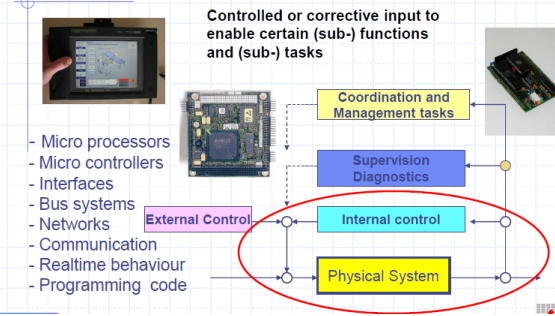 Controlled or corrective input to
enable certain (sub-) functions
and (sub-) tasks
- Micro processors
- Micro controllers
- Interfaces
- Bus systems
- Networks
- Communication
- Realtime behaviour
- Programming code
Coordination and
Management tasks
Supervision
Diagnostics
External Control
Internal control
Physical System